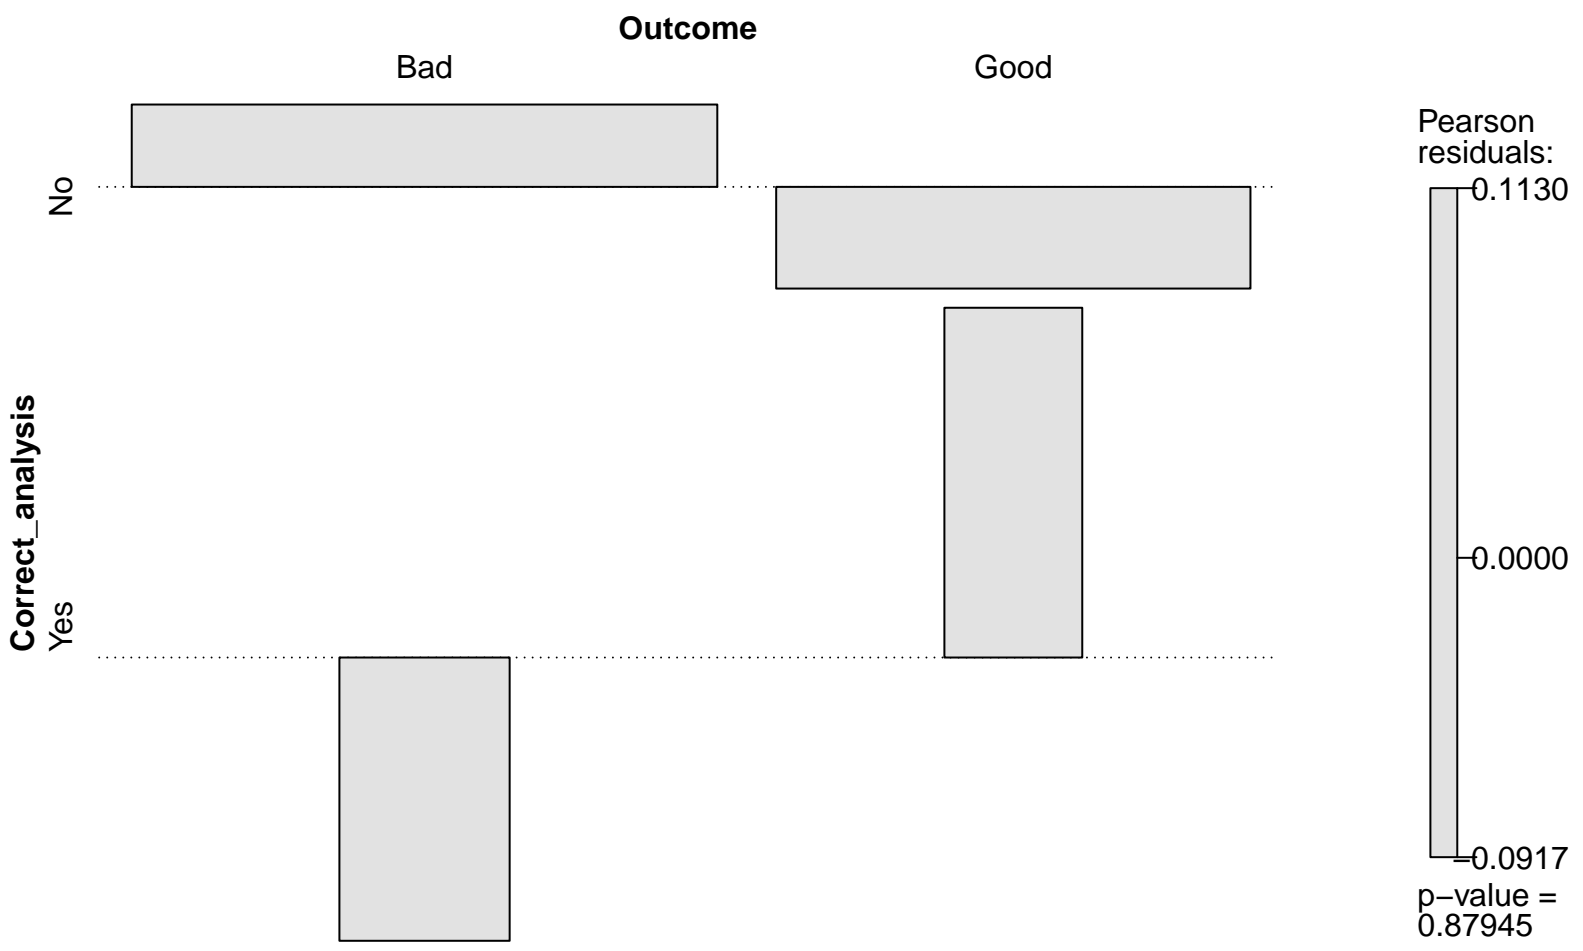 Outcome
Bad
Good
No
Yes
Correct_analysis
Pearson
residuals:
0.1130
0.0000
−0.0917
p−value =
0.87945